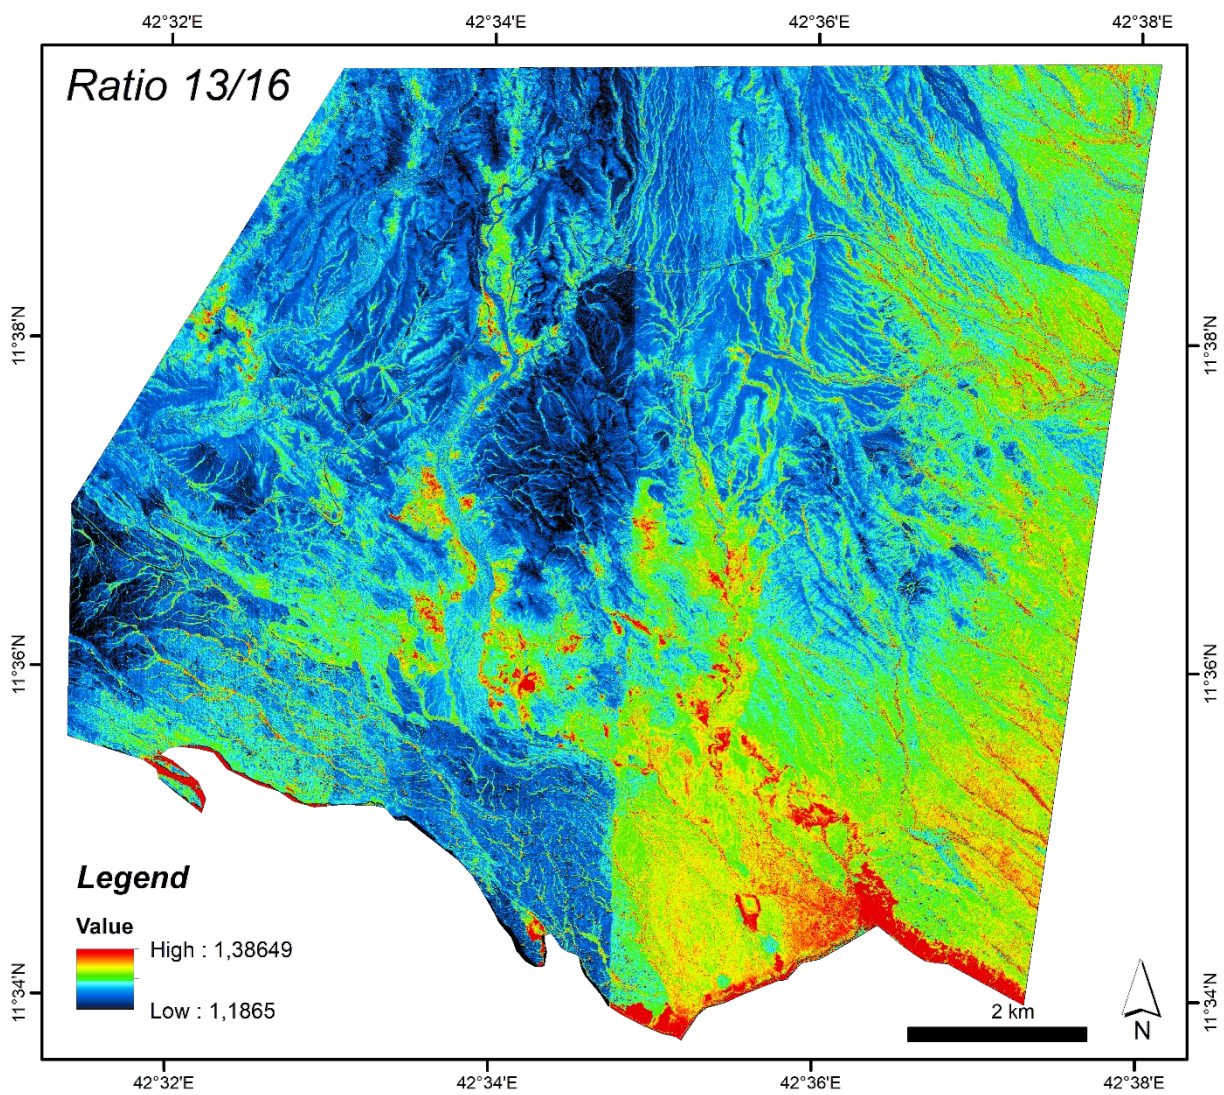 42°32'E 42°34'E 42°36'E 42°38'E
Ratio 13/16
11°38'N 11°38'N
11°36'N 11°36'N
Legend
Value
High : 1,38649
Low : 1,1865
11°34'N 11°34'N
2 km
N
42°32'E 42°34'E 42°36'E 42°38'E